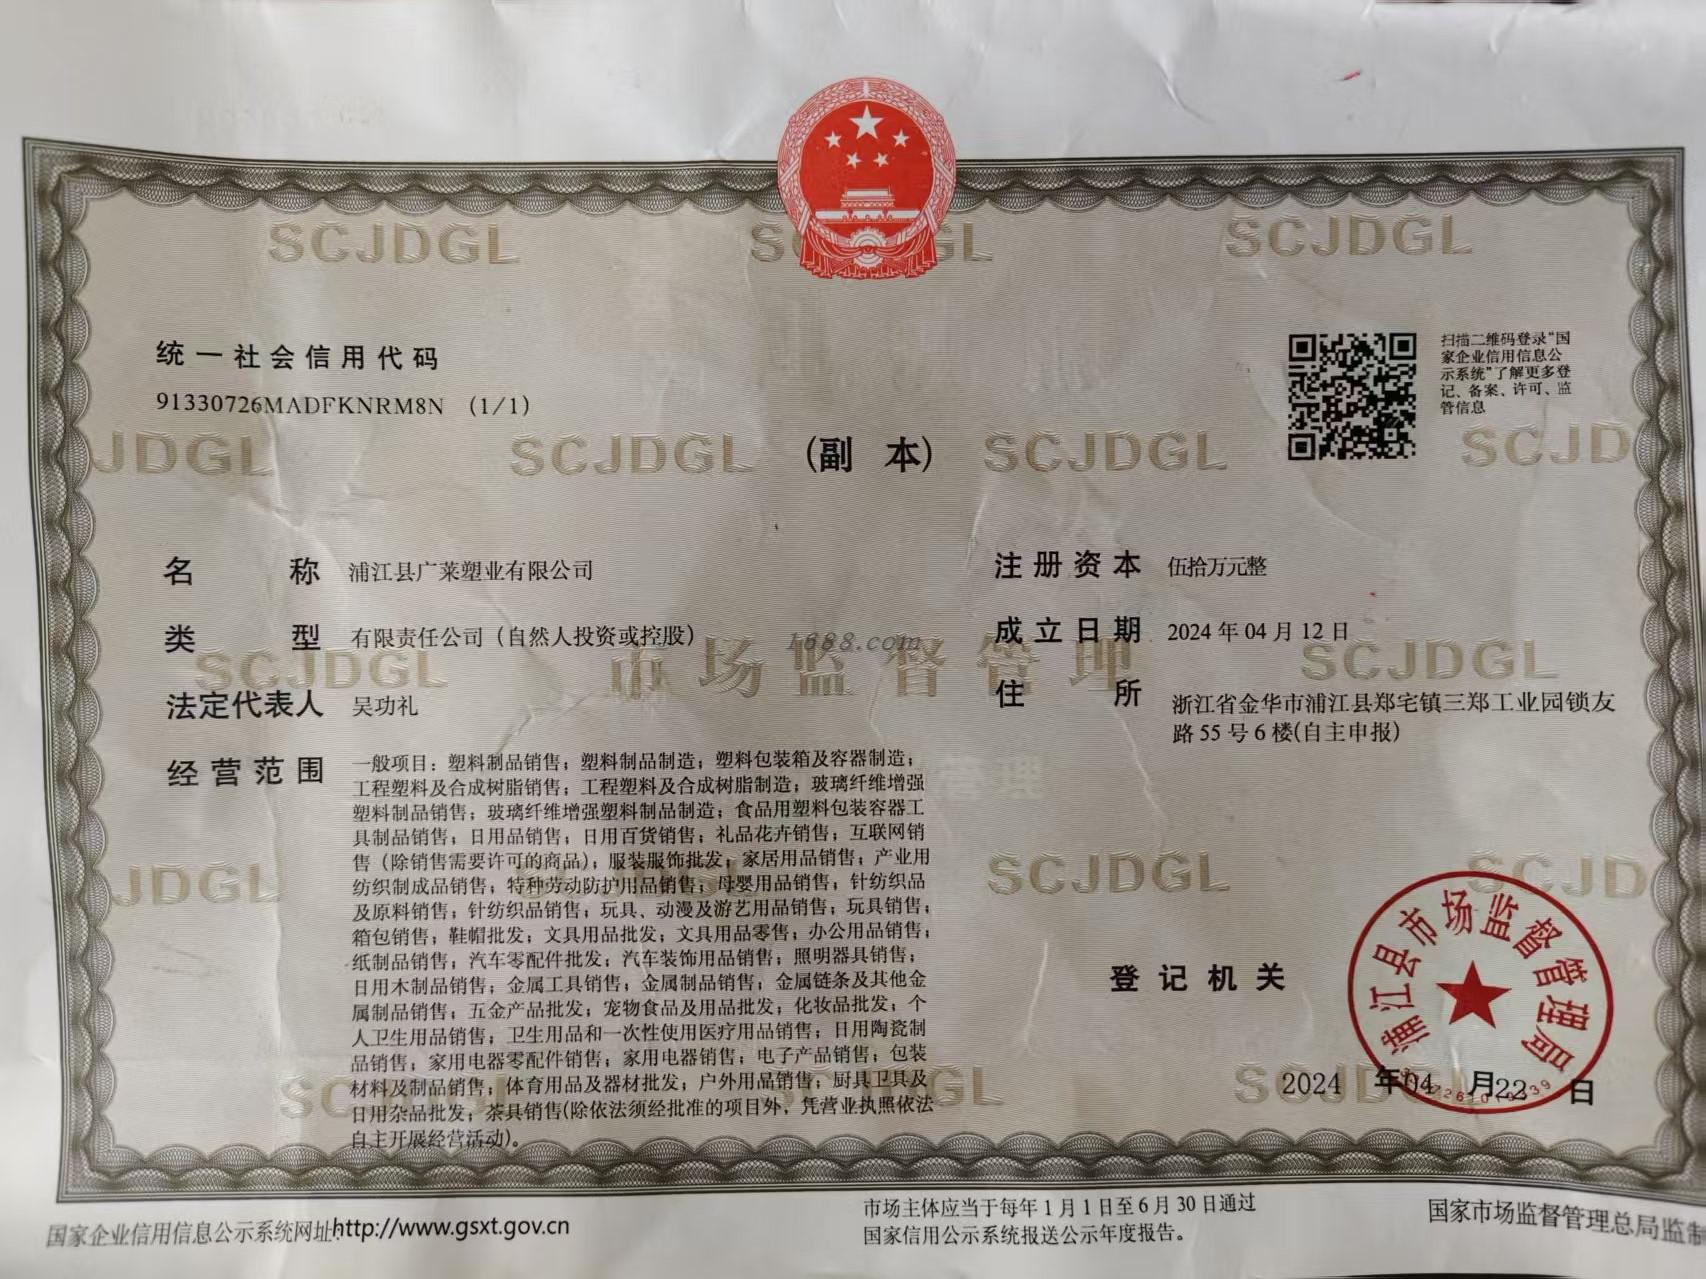 SCJDGL
SCJDGL
统一社会信用代码
91330726MADFKNRM8N (1/1)
扫描二维码登录“国
家企业信用信息公
示系统”了解更多登
记、备案、许可、监
管信息
JDGL SCJDGL (副 本) SCJDGL SCJD
名 称 浦江县广莱塑业有限公司
注册资本 伍拾万元整
类 型 有限责任公司（自然人投资或控股）
成立日期 2024年04月12日
1688.com
SCJDGL 市场监督管理 SCJDGL
法定代表人 吴功礼
住 所 浙江省金华市浦江县郑宅镇三郑工业园锁友
路55号6楼(自主申报)
经营范围 一般项目：塑料制品销售；塑料制品制造；塑料包装箱及容器制造；
工程塑料及合成树脂销售；工程塑料及合成树脂制造；玻璃纤维增强
塑料制品销售；玻璃纤维增强塑料制品制造；食品用塑料包装容器工
具制品销售；日用品销售；日用百货销售；礼品花卉销售；互联网销
售（除销售需要许可的商品）；服装服饰批发；家居用品销售；产业用
纺织制成品销售；特种劳动防护用品销售；母婴用品销售；针纺织品
及原料销售；针纺织品销售；玩具、动漫及游艺用品销售；玩具销售；
箱包销售；鞋帽批发；文具用品批发；文具用品零售；办公用品销售；
纸制品销售；汽车零配件批发；汽车装饰用品销售；照明器具销售；
日用木制品销售；金属工具销售；金属制品销售；金属链条及其他金
属制品销售；五金产品批发；宠物食品及用品批发；化妆品批发；个
人卫生用品销售；卫生用品和一次性使用医疗用品销售；日用陶瓷制
品销售；家用电器零配件销售；家用电器销售；电子产品销售；包装
材料及制品销售；体育用品及器材批发；户外用品销售；厨具卫具及
日用杂品批发；茶具销售(除依法须经批准的项目外，凭营业执照依法
自主开展经营活动)。
JDGL SCJDGL SCJD
登记机关
浦江县市场监督管理局
SCJDGL
2024 年04 月22 日
国家企业信用信息公示系统网址:http://www.gsxt.gov.cn
市场主体应当于每年1月1日至6月30日通过
国家信用公示系统报送公示年度报告。
国家市场监督管理总局监制